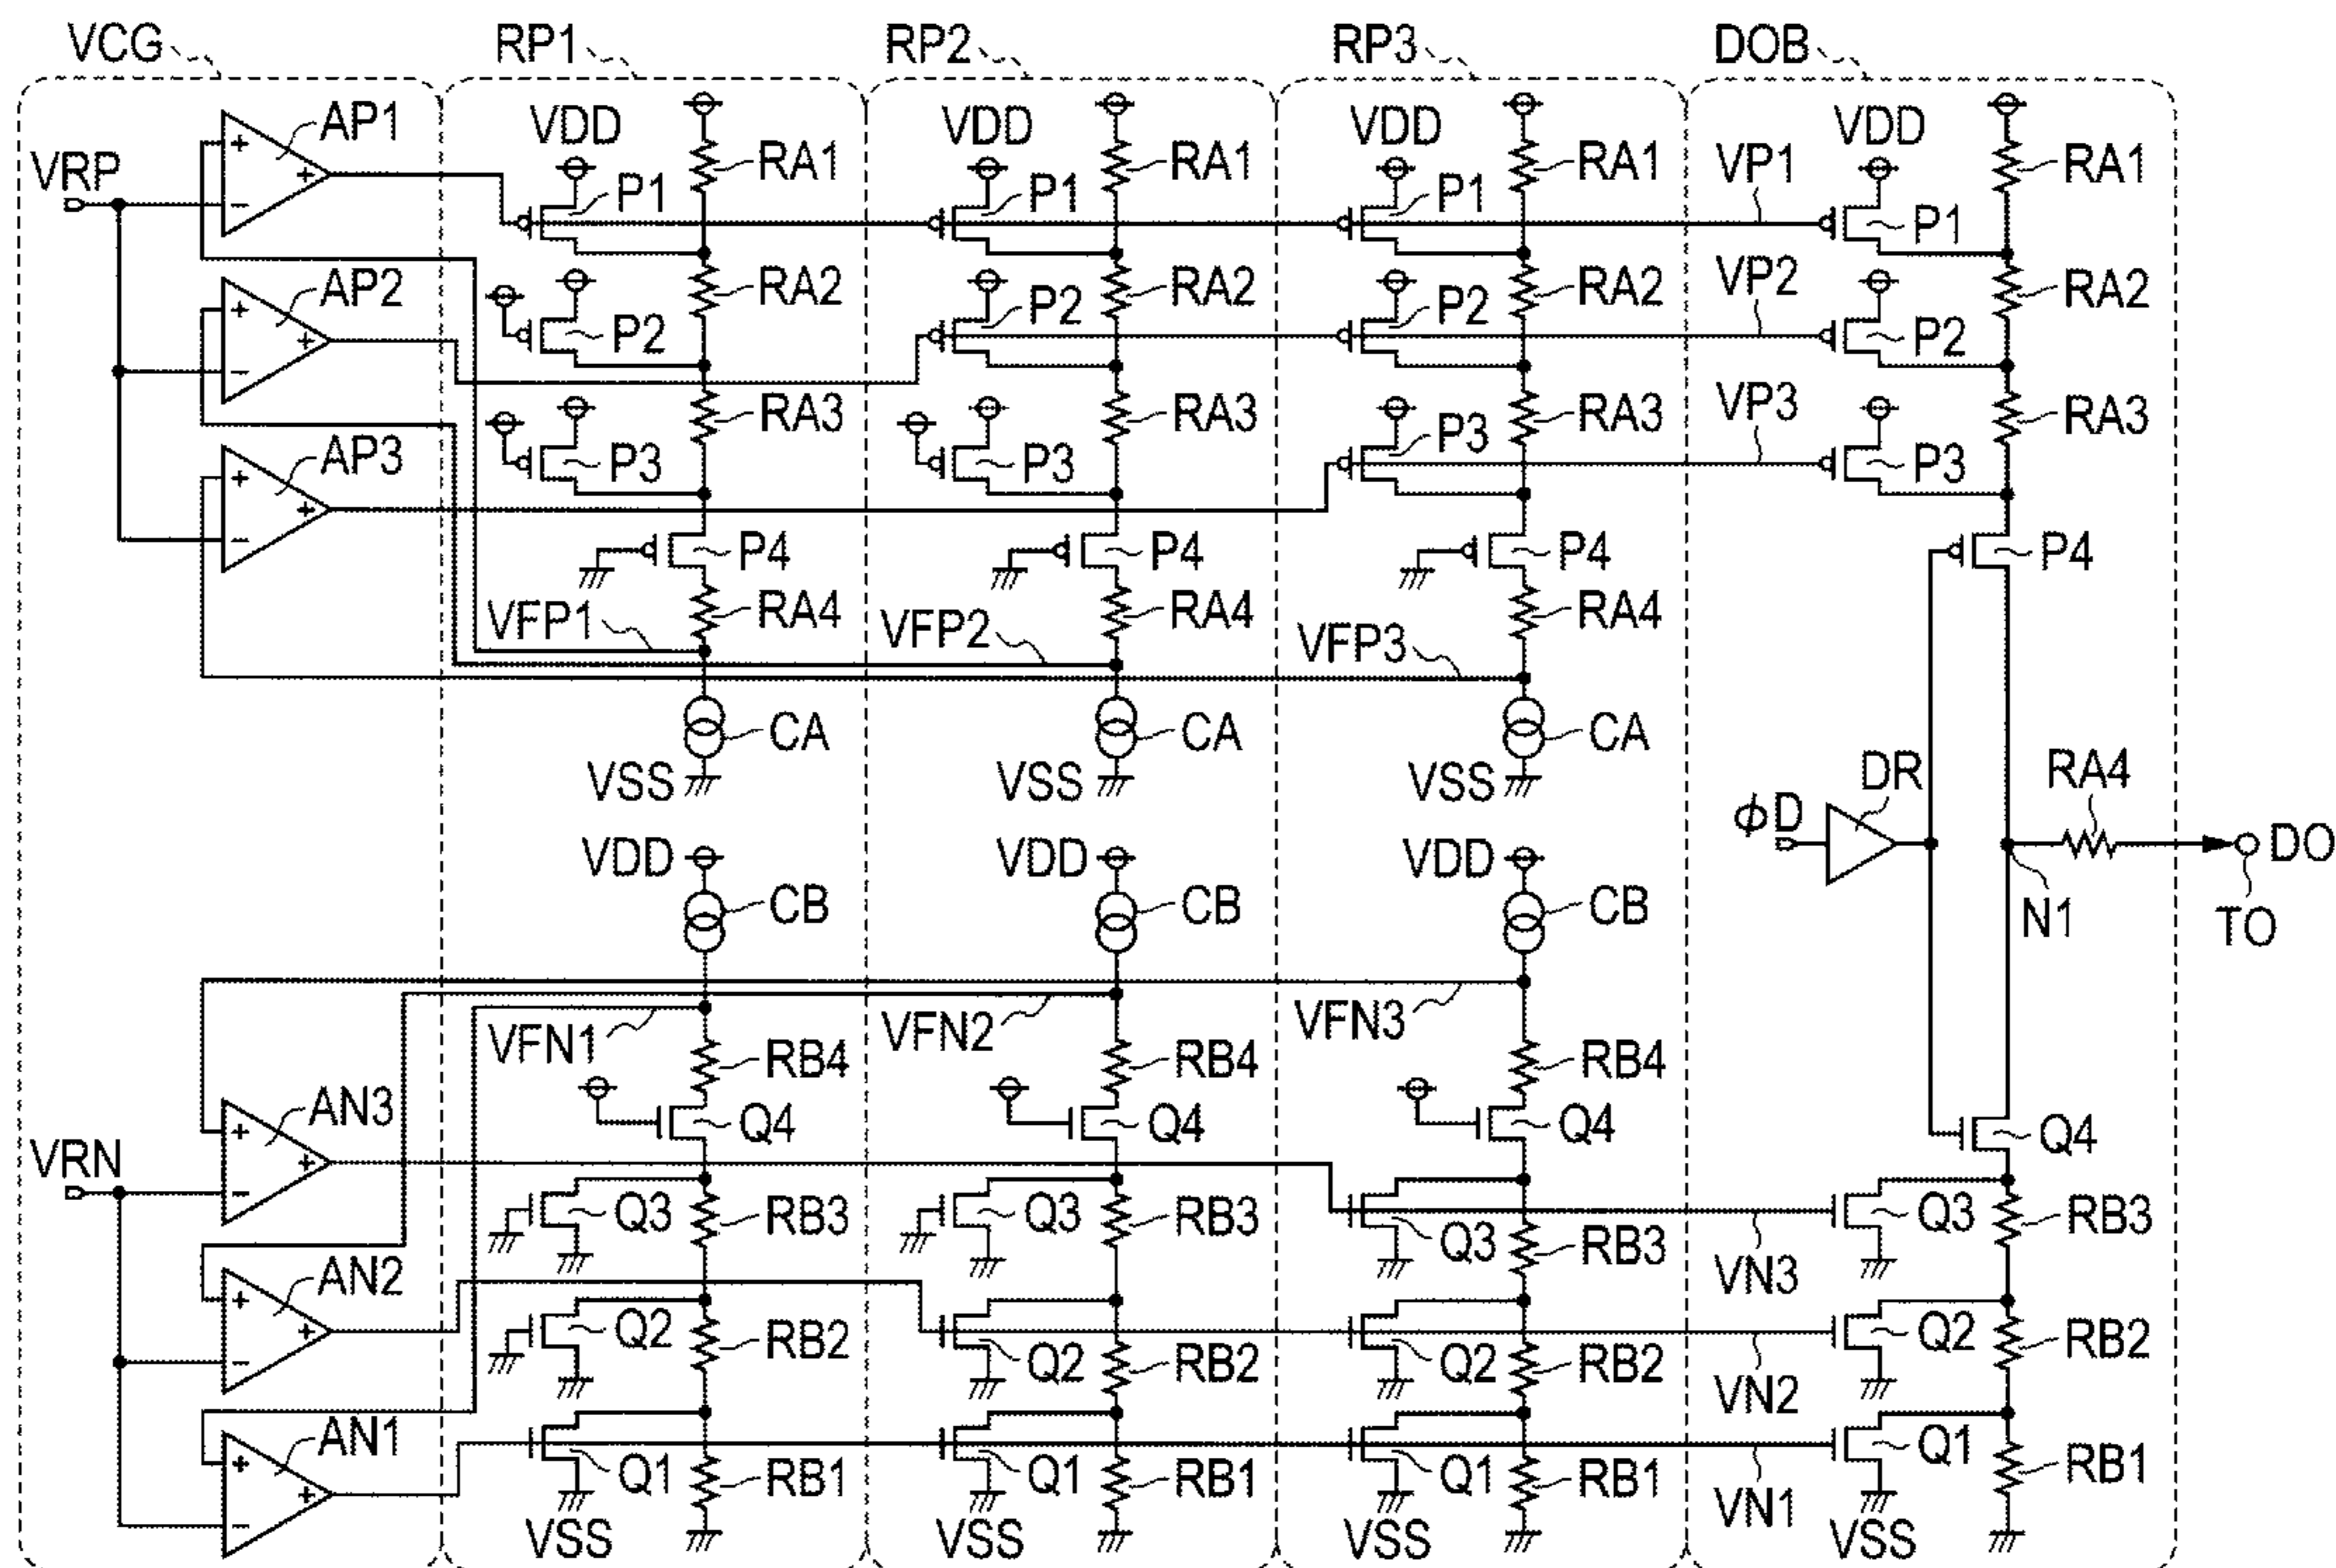 VCG RP1 RP2 RP3 DOB
AP1 VDD VDD VDD VDD
VRP + + P1 RA1 P1 RA1 P1 RA1 VP1 P1 RA1
−
AP2 + + P2 RA2 P2 RA2 P2 RA2 VP2 P2 RA2
−
AP3 + + P3 RA3 P3 RA3 P3 RA3 VP3 P3 RA3
−
P4 P4 P4 P4
VFP1 RA4 VFP2 RA4 VFP3 RA4
CA CA CA
VSS VSS VSS
ϕD DR RA4 DO
VDD VDD VDD
CB CB CB N1 TO
VFN1 VFN2 VFN3
RB4 RB4 RB4
AN3 + + Q4 Q4 Q4 Q4
VRN −
Q3 RB3 Q3 RB3 Q3 RB3 VN3 Q3 RB3
AN2 + + Q2 RB2 Q2 RB2 Q2 RB2 VN2 Q2 RB2
−
AN1 + + Q1 RB1 Q1 RB1 Q1 RB1 VN1 Q1 RB1
−
VSS VSS VSS VSS